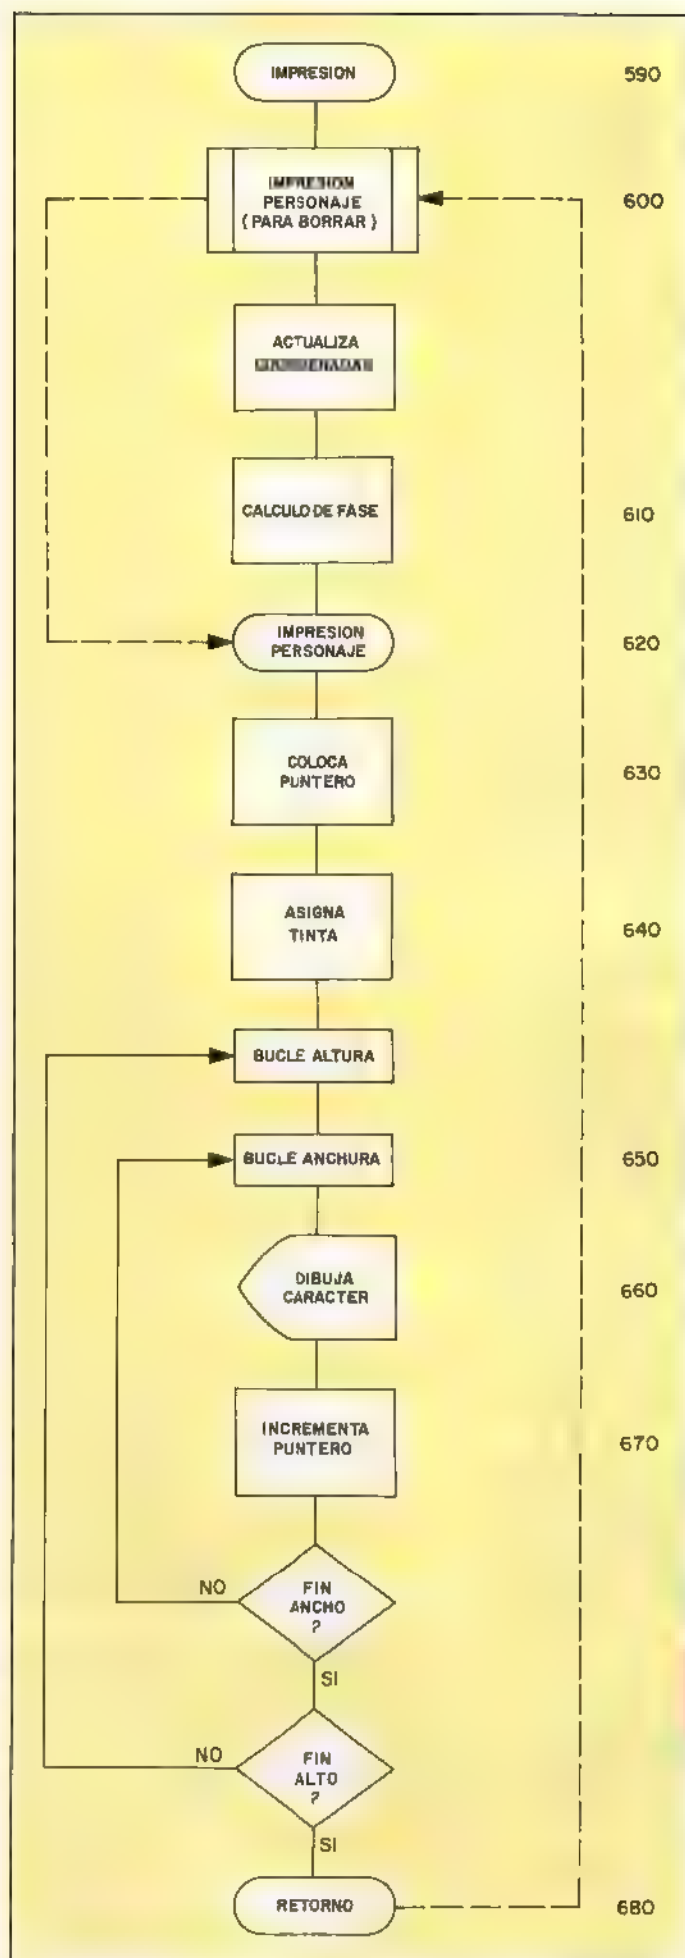 IMPRESION
590
IMPRESION
PERSONAJE
(PARA BORRAR)
600
ACTUALIZA
CALCULO DE FASE
610
IMPRESION
PERSONAJE
620
COLOCA
PUNTERO
630
ASIGNA
TINTA
640
BUCLE ALTURA
BUCLE ANCHURA
650
DIBUJA
CARACTER
660
INCREMENTA
PUNTERO
670
NO
FIN
ANCHO
?
SI
NO
FIN
ALTO
?
SI
RETORNO
680